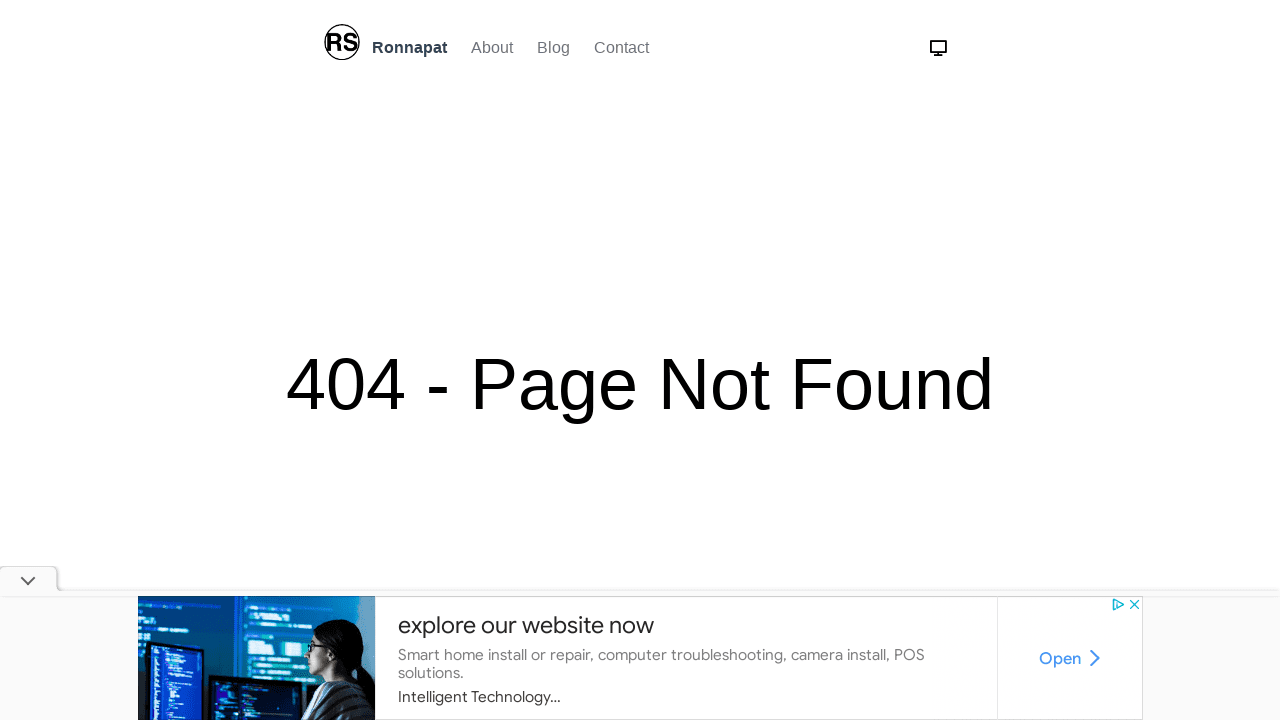 RS Ronnapat About Blog Contact
404 - Page Not Found
explore our website now
Smart home install or repair, computer troubleshooting, camera install, POS
solutions.
Intelligent Technology...
Open